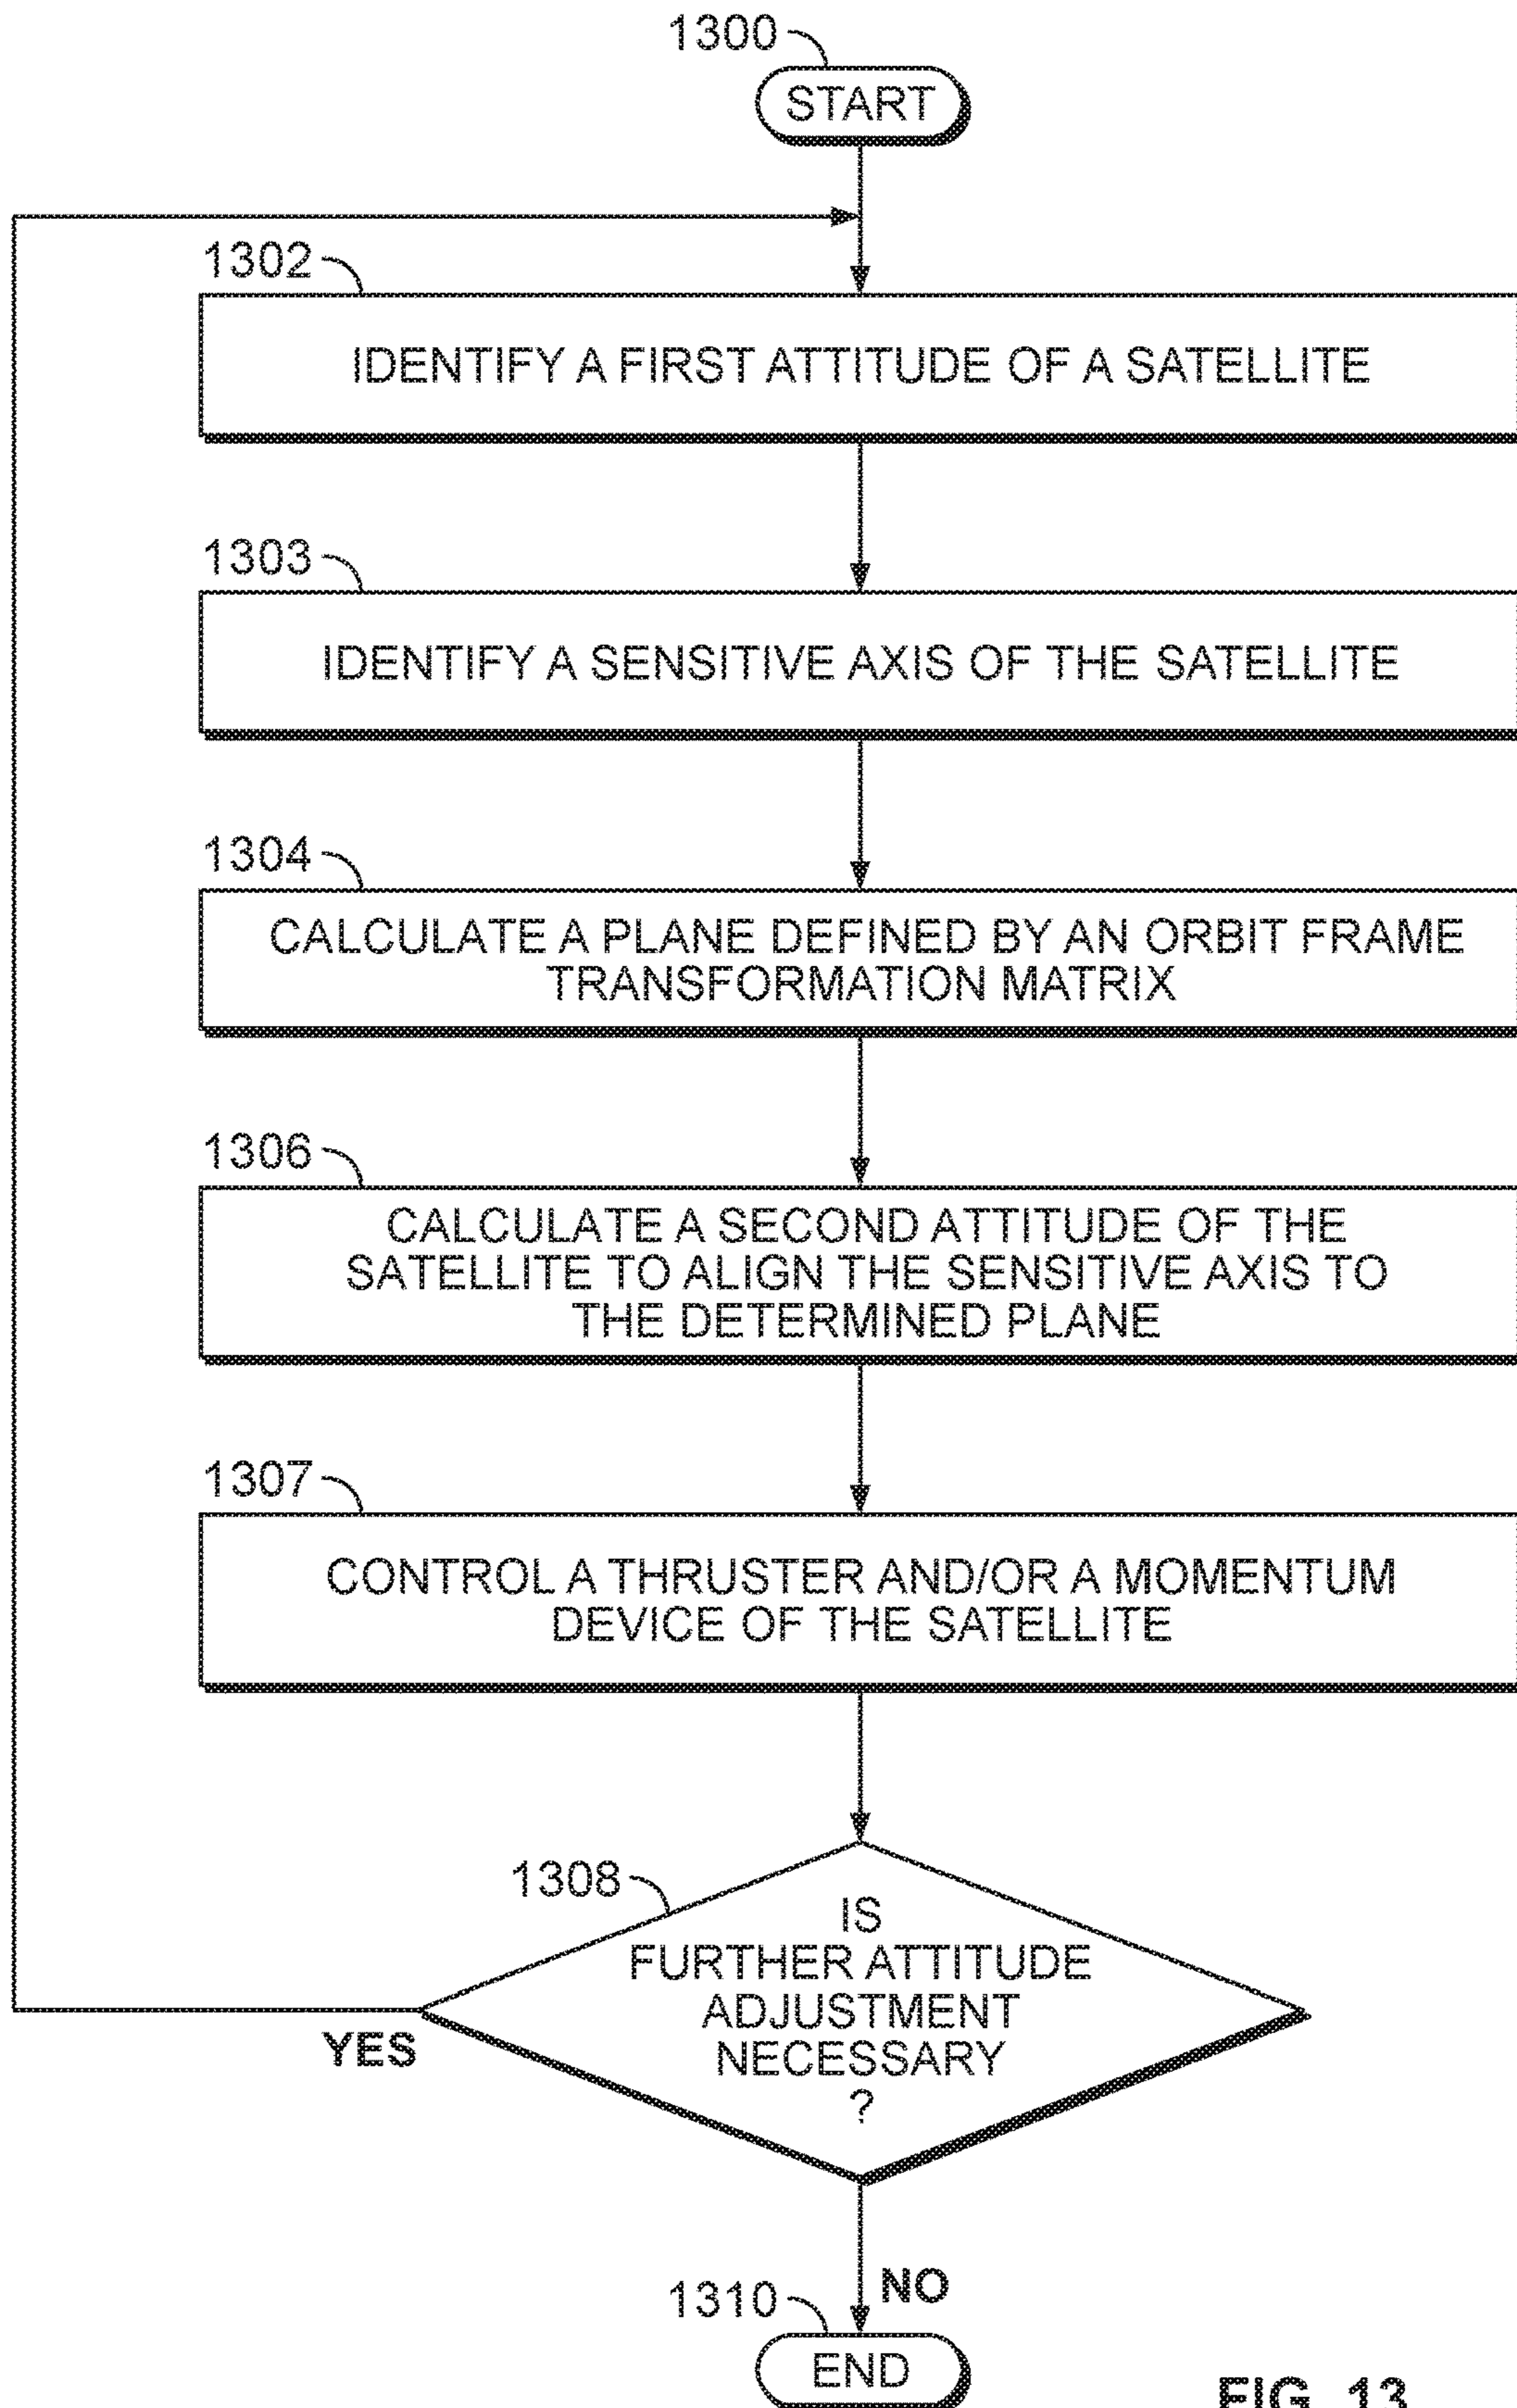 1300
START
1302
IDENTIFY A FIRST ATTITUDE OF A SATELLITE
1303
IDENTIFY A SENSITIVE AXIS OF THE SATELLITE
1304
CALCULATE A PLANE DEFINED BY AN ORBIT FRAME
TRANSFORMATION MATRIX
1306
CALCULATE A SECOND ATTITUDE OF THE
SATELLITE TO ALIGN THE SENSITIVE AXIS TO
THE DETERMINED PLANE
1307
CONTROL A THRUSTER AND/OR A MOMENTUM
DEVICE OF THE SATELLITE
1308
IS
FURTHER ATTITUDE
ADJUSTMENT
NECESSARY
?
YES
NO
1310
END
FIG. 13